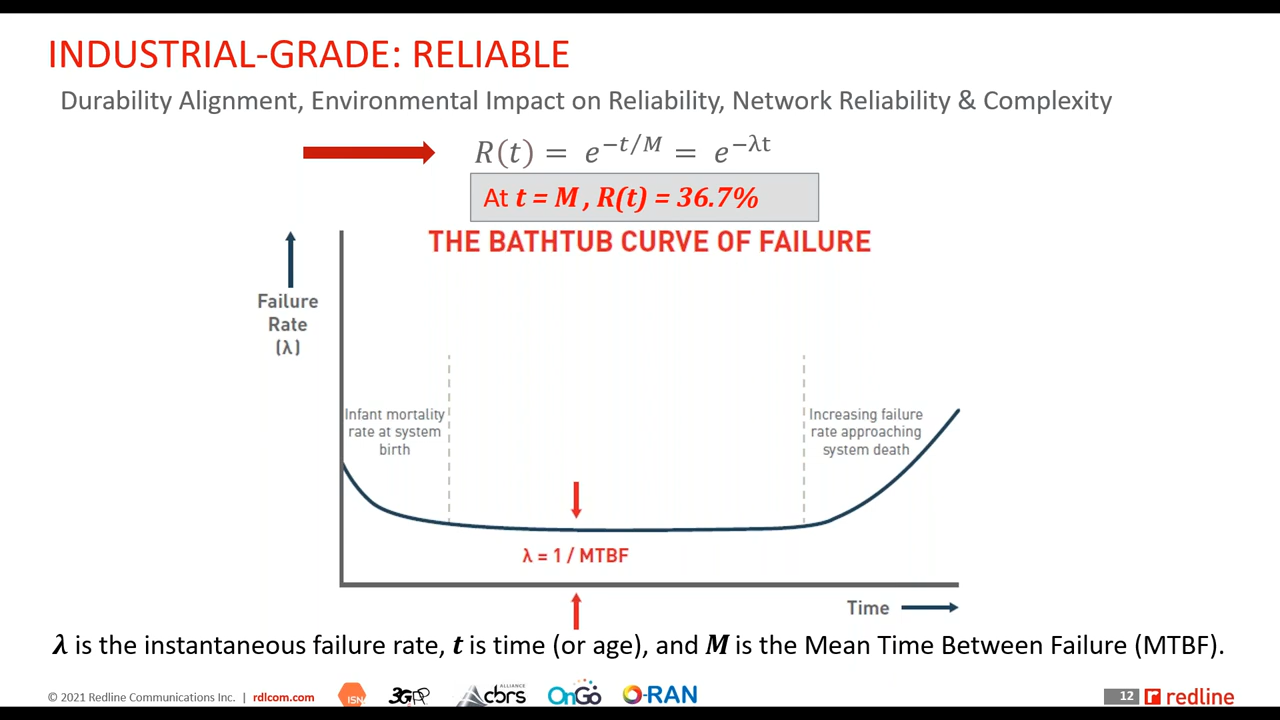 INDUSTRIAL-GRADE: RELIABLE
Durability Alignment, Environmental Impact on Reliability, Network Reliability & Complexity
R(t) = e^{-t/M} = e^{-λt}
At t = M , R(t) = 36.7%
THE BATHTUB CURVE OF FAILURE
Failure
Rate
(λ)
Infant mortality
rate at system
birth
Increasing failure
rate approaching
system death
λ = 1 / MTBF
Time
λ is the instantaneous failure rate, t is time (or age), and M is the Mean Time Between Failure (MTBF).
© 2021 Redline Communications Inc. | rdlcom.com
ISN
3GPP
cbrs
ALLIANCE
OnGo
O-RAN
12
redline